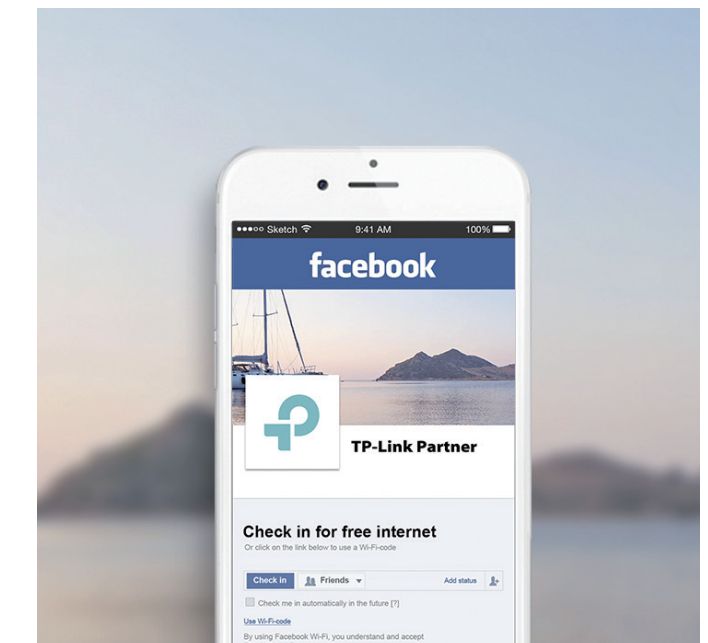 Sketch 9:41 AM 100%
facebook
TP-Link Partner
Check in for free internet
Or click on the link below to use a Wi-Fi-code
Check in Friends Add status
Check me in automatically in the future [?]
Use Wi-Fi-code
By using Facebook Wi-Fi, you understand and accept